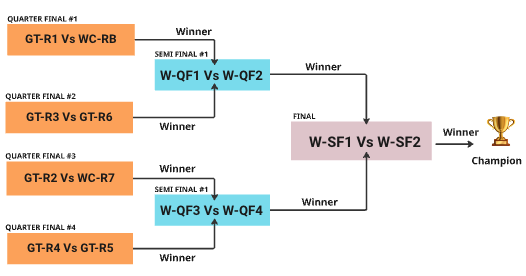 QUARTER FINAL #1
GT-R1 Vs WC-RB
Winner
SEMI FINAL #1
W-QF1 Vs W-QF2
Winner
QUARTER FINAL #2
GT-R3 Vs GT-R6
Winner
FINAL
W-SF1 Vs W-SF2
Winner
Champion
QUARTER FINAL #3
GT-R2 Vs WC-R7
Winner
SEMI FINAL #1
W-QF3 Vs W-QF4
Winner
QUARTER FINAL #4
GT-R4 Vs GT-R5
Winner